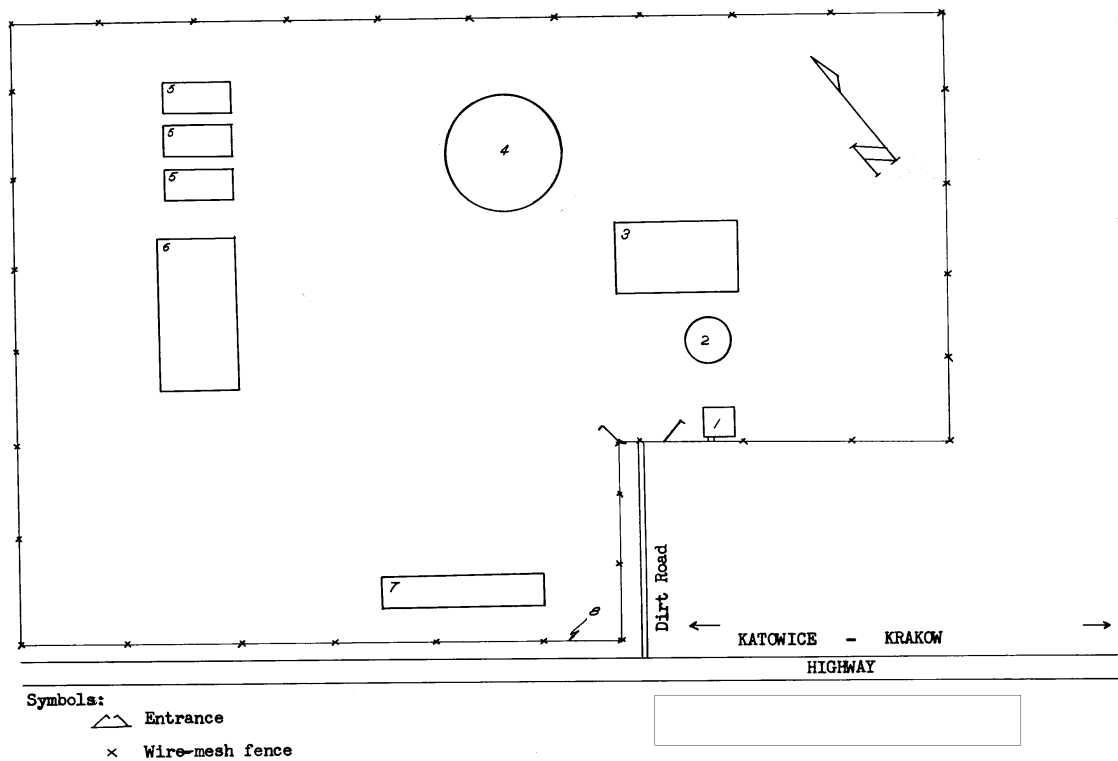 5
5
5
4
3
6
2
1
7
8
Dirt Road
KATOWICE - KRAKOW
HIGHWAY
Symbols:
Entrance
x Wire-mesh fence